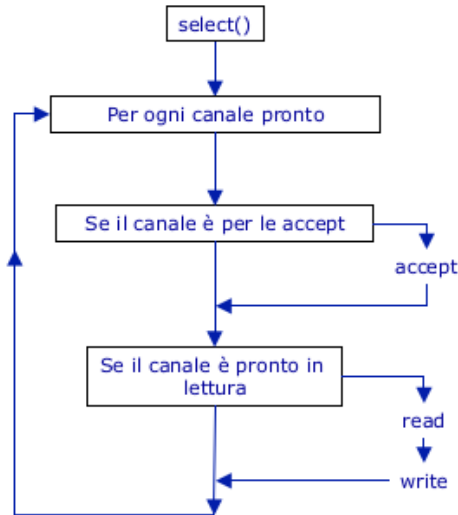 select()
Per ogni canale pronto
Se il canale è per le accept
accept
Se il canale è pronto in
lettura
read
write